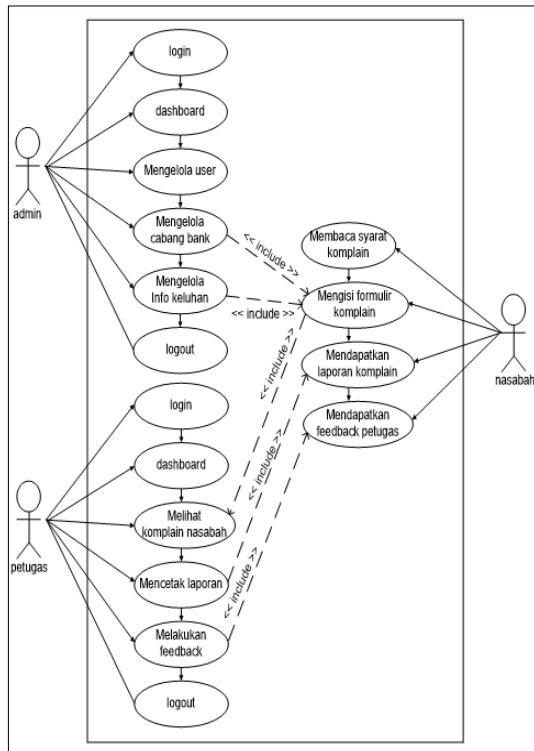 login
dashboard
Mengelola user
admin
Mengelola
cabang bank
<< include >>
Membaca syarat
komplain
Mengelola
Info keluhan
<< include >>
Mengisi formulir
komplain
logout
<< include >>
Mendapatkan
laporan komplain
nasabah
login
Mendapatkan
feedback petugas
dashboard
<< include >>
Melihat
komplain nasabah
petugas
<< include >>
Mencetak laporan
Melakukan
feedback
logout